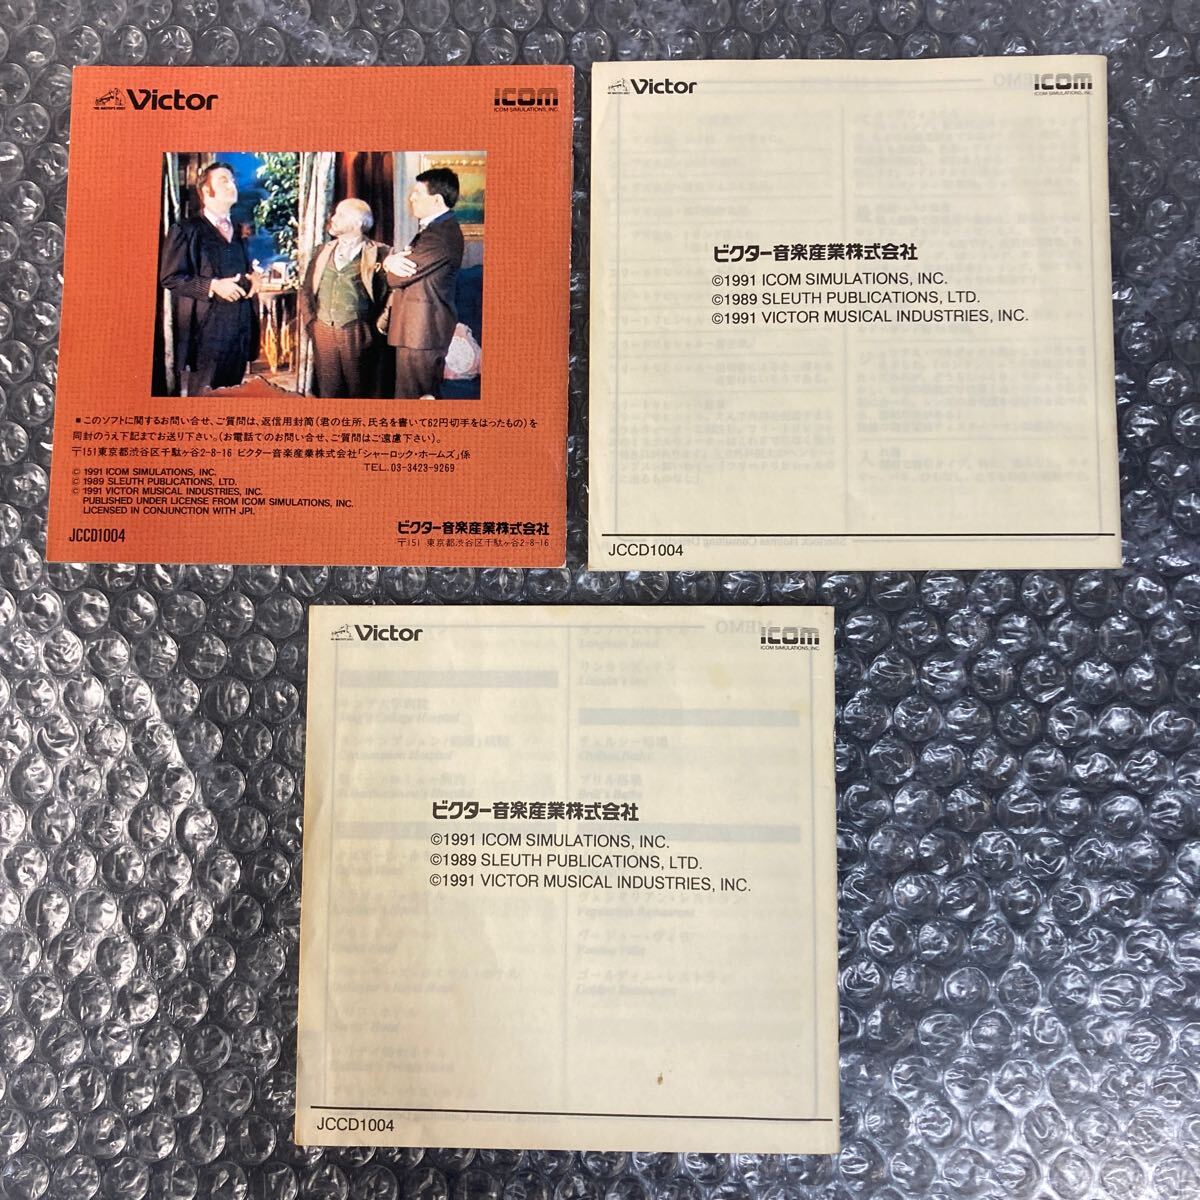 Victor
ICOM
ICOM SIMULATIONS, INC.
■このソフトに関するお問い合せ、ご質問は、返信用封筒(君の住所、氏名を書いて62円切手をはったもの)を
同封のうえ下記までお送り下さい。(お電話でのお問い合せ、ご質問はご遠慮下さい)。
〒151東京都渋谷区千駄ヶ谷2-8-16 ビクター音楽産業株式会社「シャーロック・ホームズ」係
TEL.03-3423-9269
© 1991 ICOM SIMULATIONS, INC.
© 1989 SLEUTH PUBLICATIONS, LTD.
© 1991 VICTOR MUSICAL INDUSTRIES, INC.
PUBLISHED UNDER LICENSE FROM ICOM SIMULATIONS, INC.
LICENSED IN CONJUNCTION WITH JPI.
JCCD1004
ビクター音楽産業株式会社
〒151 東京都渋谷区千駄ヶ谷2-8-16
Victor
ICOM
ICOM SIMULATIONS, INC.
ビクター音楽産業株式会社
©1991 ICOM SIMULATIONS, INC.
©1989 SLEUTH PUBLICATIONS, LTD.
©1991 VICTOR MUSICAL INDUSTRIES, INC.
JCCD1004
Victor
ICOM
ICOM SIMULATIONS, INC.
ビクター音楽産業株式会社
©1991 ICOM SIMULATIONS, INC.
©1989 SLEUTH PUBLICATIONS, LTD.
©1991 VICTOR MUSICAL INDUSTRIES, INC.
JCCD1004